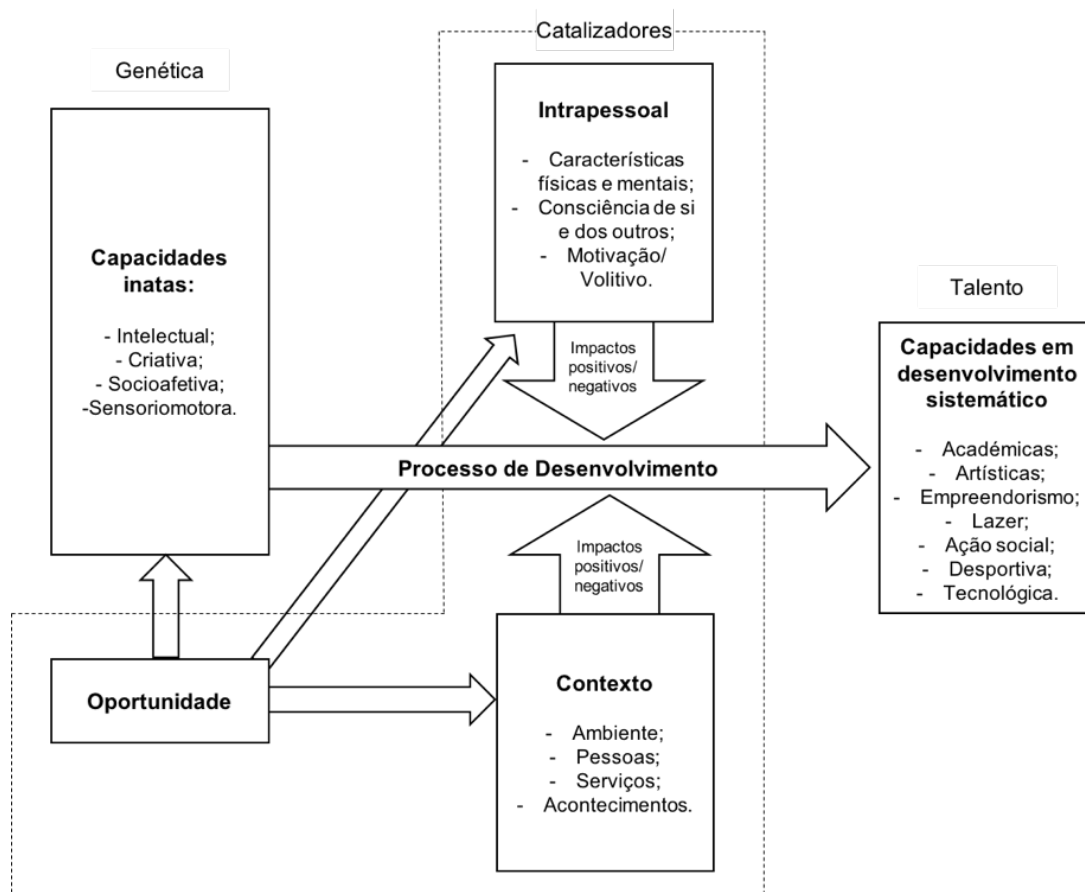 Catalizadores
Genética
Intrapessoal
- Características
físicas e mentais;
- Consciência de si
e dos outros;
- Motivação/
Volitivo.
Capacidades
inatas:
- Intelectual;
- Criativa;
- Socioafetiva;
-Sensoriomotora.
Impactos
positivos/
negativos
Processo de Desenvolvimento
Talento
Capacidades em
desenvolvimento
sistemático
- Académicas;
- Artísticas;
- Empreendorismo;
- Lazer;
- Ação social;
- Desportiva;
- Tecnológica.
Impactos
positivos/
negativos
Oportunidade
Contexto
- Ambiente;
- Pessoas;
- Serviços;
- Acontecimentos.